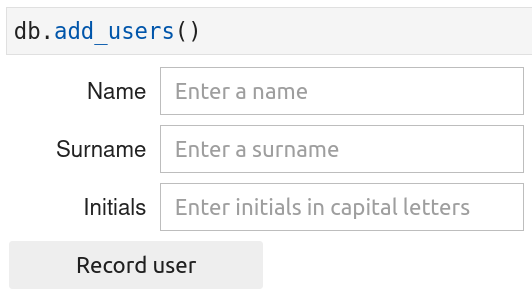 db.add_users()
Name Enter a name
Surname Enter a surname
Initials Enter initials in capital letters
Record user